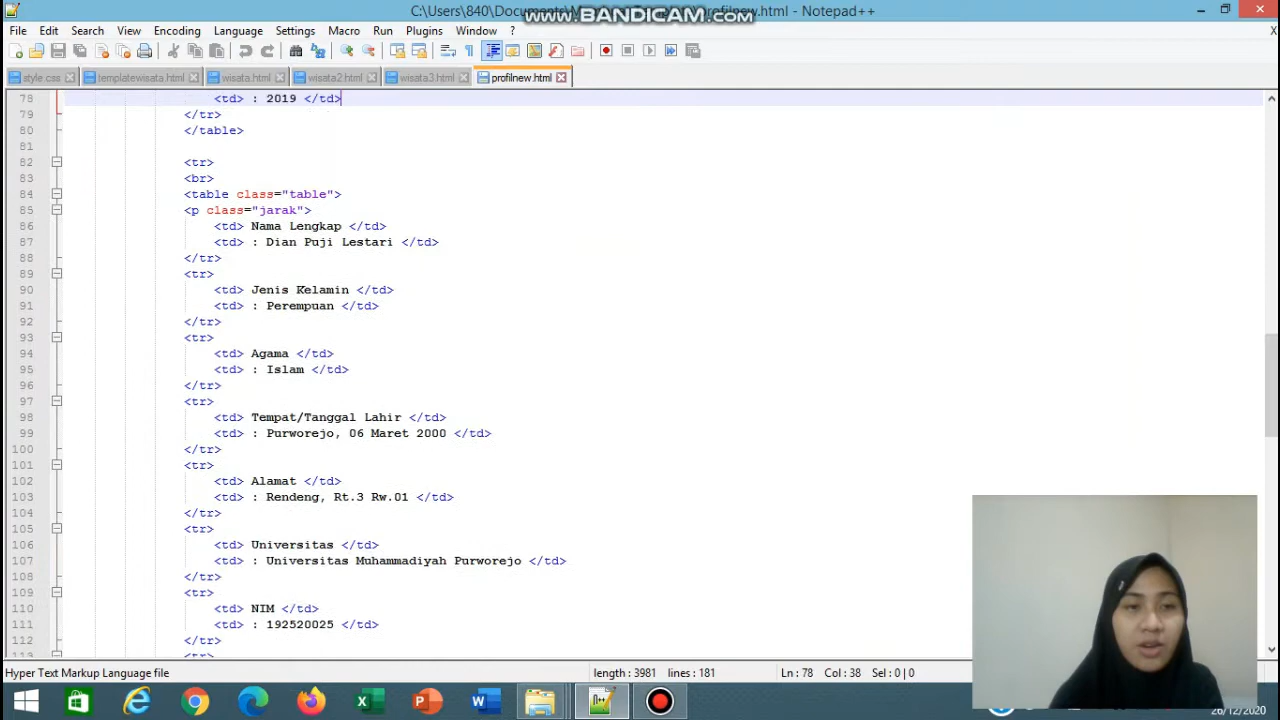 C:\Users\840\Documents\
profilnew.html - Notepad++
www.BANDICAM.com
File Edit Search View Encoding Language Settings Macro Run Plugins Window ? X
style.css templatewisata.html wisata.html wisata2.html wisata3.html profilnew.html
78 <td> : 2019 </td>
79 </tr>
80 </table>
81
82 <tr>
83 <br>
84 <table class="table">
85 <p class="jarak">
86 <td> Nama Lengkap </td>
87 <td> : Dian Puji Lestari </td>
88 </tr>
89 <tr>
90 <td> Jenis Kelamin </td>
91 <td> : Perempuan </td>
92 </tr>
93 <tr>
94 <td> Agama </td>
95 <td> : Islam </td>
96 </tr>
97 <tr>
98 <td> Tempat/Tanggal Lahir </td>
99 <td> : Purworejo, 06 Maret 2000 </td>
100 </tr>
101 <tr>
102 <td> Alamat </td>
103 <td> : Rendeng, Rt.3 Rw.01 </td>
104 </tr>
105 <tr>
106 <td> Universitas </td>
107 <td> : Universitas Muhammadiyah Purworejo </td>
108 </tr>
109 <tr>
110 <td> NIM </td>
111 <td> : 192520025 </td>
112 </tr>
113 <tr>
Hyper Text Markup Language file length : 3981 lines : 181 Ln : 78 Col : 38 Sel : 0 | 0
26/12/2020